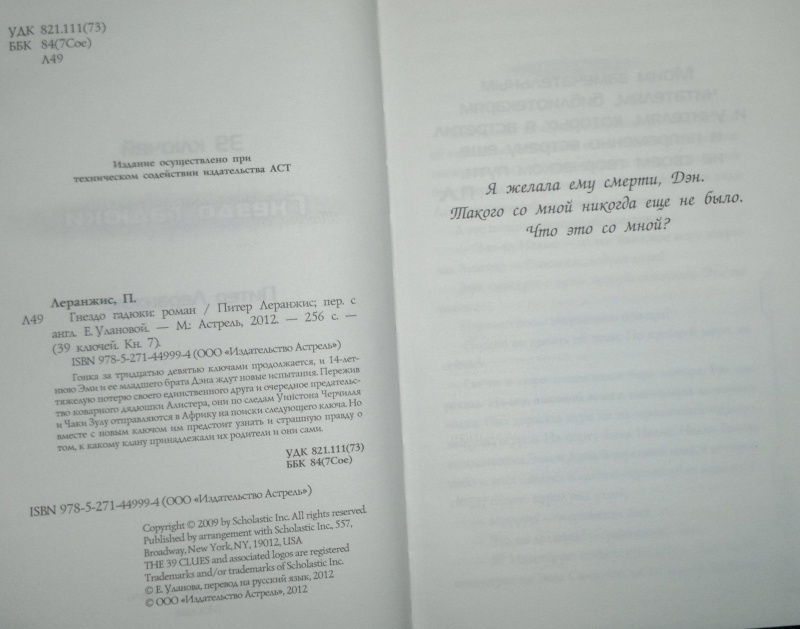 УДК 821.111(73)
ББК 84(7Сое)
Л49
Издание осуществлено при
техническом содействии издательства АСТ
Леранжис, П.
Л49 Гнездо гадюки: роман / Питер Леранжис; пер. с
англ. Е. Улановой. — М.: Астрель, 2012. — 256 с. —
(39 ключей. Кн. 7).
ISBN 978-5-271-44999-4 (ООО «Издательство Астрель»)
Гонка за тридцатью девятью ключами продолжается, и 14-лет-
нюю Эми и ее младшего брата Дэна ждут новые испытания. Пережив
тяжелую потерю своего единственного друга и очередное предательс-
тво коварного дядюшки Алистера, они по следам Уинстона Черчилля
и Чаки Зулу отправляются в Африку на поиски следующего ключа. Но
вместе с новым ключом им предстоит узнать и страшную правду о
том, к какому клану принадлежали их родители и они сами.
УДК 821.111(73)
ББК 84(7Сое)
ISBN 978-5-271-44999-4 (ООО «Издательство Астрель»)
Copyright © 2009 by Scholastic Inc. All rights reserved.
Published by arrangement with Scholastic Inc., 557,
Broadway, New York, NY, 19012, USA
THE 39 CLUES and associated logos are registered
Trademarks and/or trademarks of Scholastic Inc.
© Е. Уланова, перевод на русский язык, 2012
© ООО «Издательство Астрель», 2012
Я желала ему смерти, Дэн.
Такого со мной никогда еще не было.
Что это со мной?